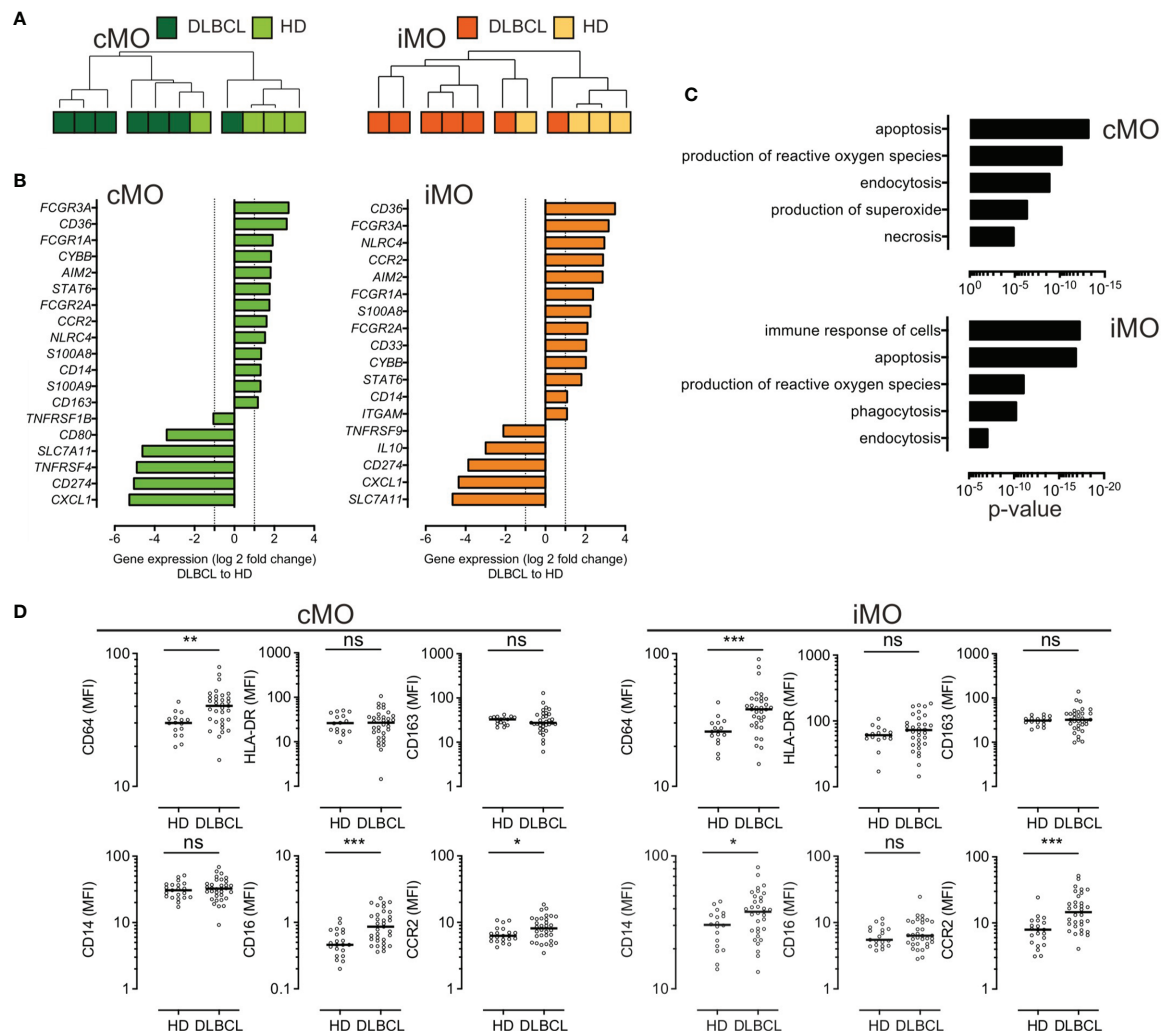 A
cMO DLBCL HD
iMO DLBCL HD
B
cMO
FCGR3A
CD36
FCGR1A
CYBB
AIM2
STAT6
FCGR2A
CCR2
NLRC4
S100A8
CD14
S100A9
CD163
TNFRSF1B
CD80
SLC7A11
TNFRSF4
CD274
CXCL1
-6 -4 -2 0 2 4
Gene expression (log 2 fold change)
DLBCL to HD
iMO
CD36
FCGR3A
NLRC4
CCR2
AIM2
FCGR1A
S100A8
FCGR2A
CD33
CYBB
STAT6
CD14
ITGAM
TNFRSF9
IL10
CD274
CXCL1
SLC7A11
-6 -4 -2 0 2 4
Gene expression (log 2 fold change)
DLBCL to HD
C
cMO
apoptosis
production of reactive oxygen species
endocytosis
production of superoxide
necrosis
10⁰ 10⁻⁵ 10⁻¹⁰ 10⁻¹⁵
iMO
immune response of cells
apoptosis
production of reactive oxygen species
phagocytosis
endocytosis
10⁻⁵ 10⁻¹⁰ 10⁻¹⁵ 10⁻²⁰
p-value
D
cMO
**
100
10
CD64 (MFI)
HD DLBCL
ns
1000
100
10
1
HLA-DR (MFI)
HD DLBCL
ns
1000
100
10
1
CD163 (MFI)
HD DLBCL
ns
100
10
1
CD14 (MFI)
HD DLBCL
***
10
1
0.1
CD16 (MFI)
HD DLBCL
*
100
10
1
CCR2 (MFI)
HD DLBCL
iMO
***
100
10
CD64 (MFI)
HD DLBCL
ns
1000
100
10
1
HLA-DR (MFI)
HD DLBCL
ns
1000
100
10
1
CD163 (MFI)
HD DLBCL
*
100
10
CD14 (MFI)
HD DLBCL
ns
100
10
1
CD16 (MFI)
HD DLBCL
***
100
10
1
CCR2 (MFI)
HD DLBCL